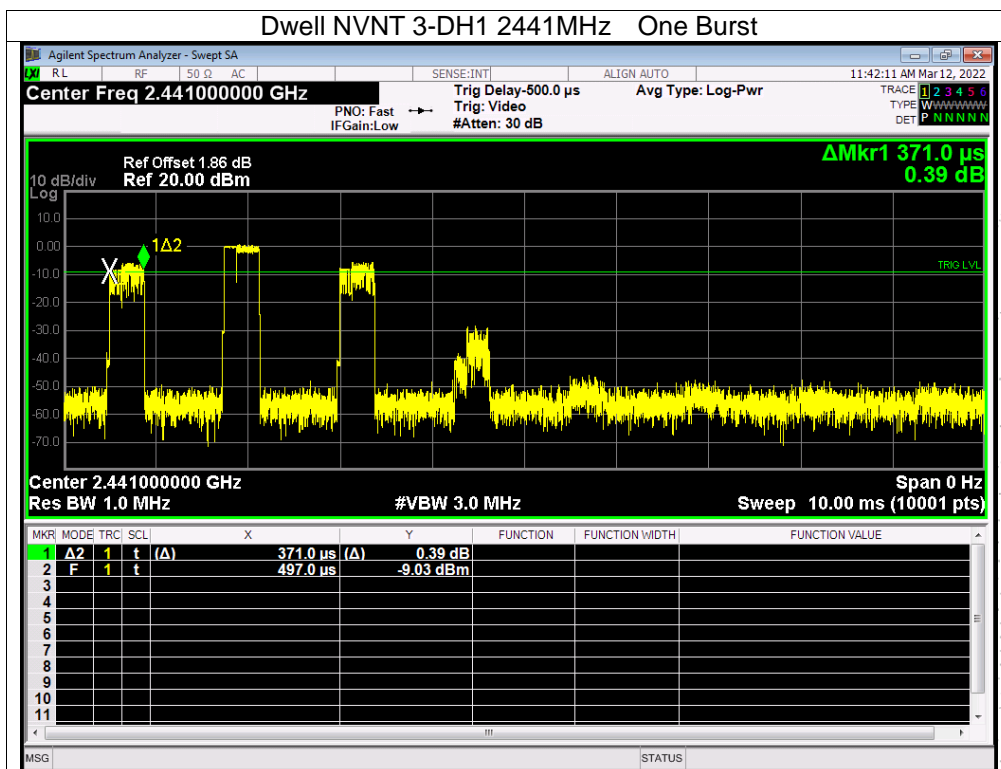 Dwell NVNT 3-DH1 2441MHz One Burst
Agilent Spectrum Analyzer - Swept SA
LXI RL RF 50 Ω AC SENSE:INT ALIGN AUTO 11:42:11 AM Mar 12, 2022
Center Freq 2.441000000 GHz Trig Delay-500.0 µs Avg Type: Log-Pwr TRACE 1 2 3 4 5 6
PNO: Fast Trig: Video TYPE WWWWWW
IFGain:Low #Atten: 30 dB DET P N N N N N
ΔMkr1 371.0 µs
0.39 dB
Ref Offset 1.86 dB
10 dB/div Ref 20.00 dBm
Log
10.0
0.00
1Δ2
-10.0
TRIG LVL
-20.0
-30.0
-40.0
-50.0
-60.0
-70.0
Center 2.441000000 GHz Span 0 Hz
Res BW 1.0 MHz #VBW 3.0 MHz Sweep 10.00 ms (10001 pts)
MKR MODE TRC SCL X Y FUNCTION FUNCTION WIDTH FUNCTION VALUE
1 Δ2 1 t (Δ) 371.0 µs (Δ) 0.39 dB
2 F 1 t 497.0 µs -9.03 dBm
3
4
5
6
7
8
9
10
11
MSG STATUS